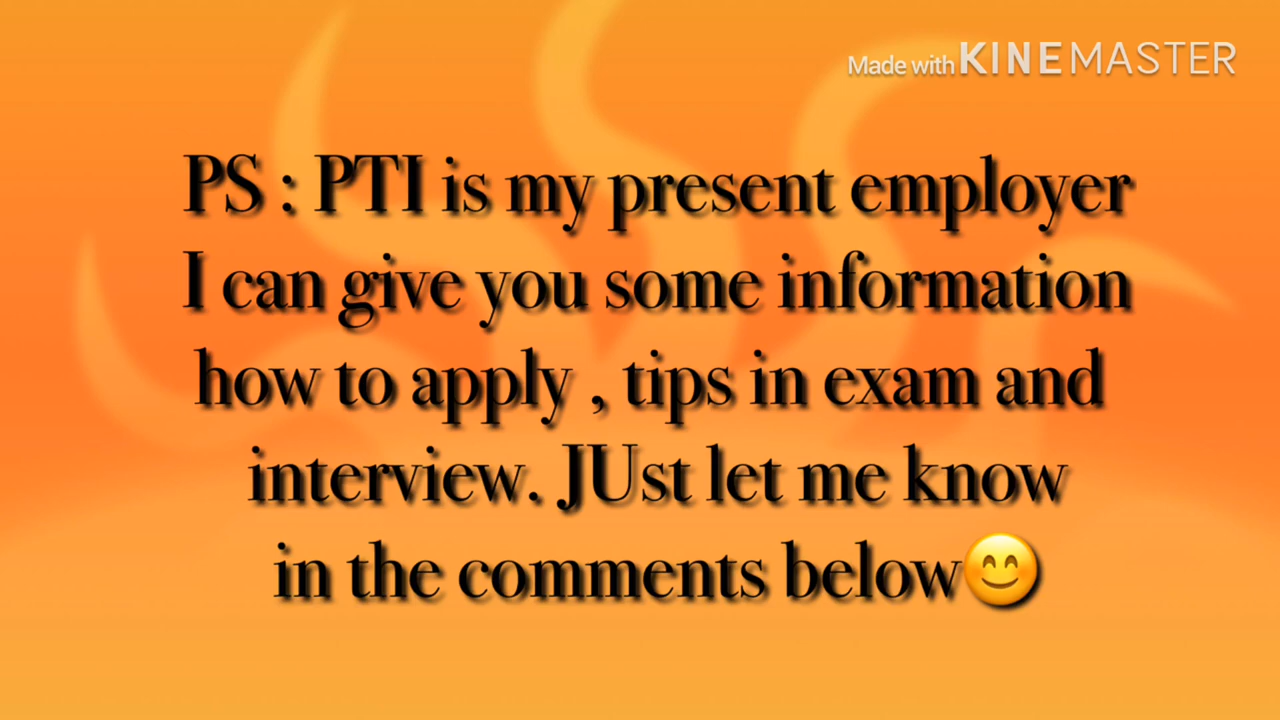 Made with KINEMASTER
PS : PTI is my present employer
I can give you some information
how to apply , tips in exam and
interview. JUst let me know
in the comments below😊